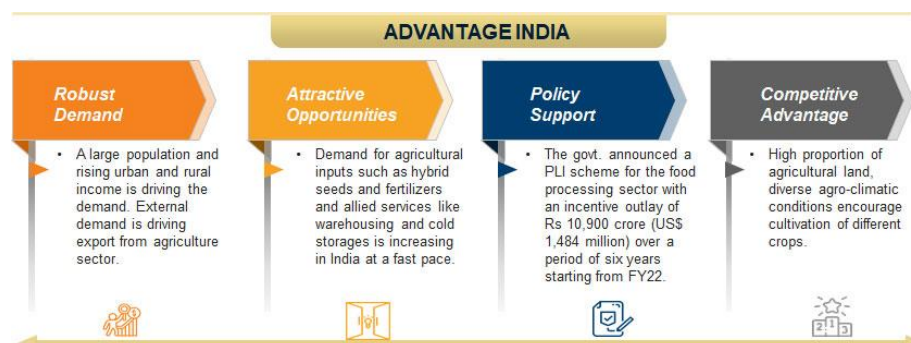 ADVANTAGE INDIA
Robust
Demand
• A large population and
rising urban and rural
income is driving the
demand. External
demand is driving
export from agriculture
sector.
Attractive
Opportunities
• Demand for agricultural
inputs such as hybrid
seeds and fertilizers
and allied services like
warehousing and cold
storages is increasing
in India at a fast pace.
Policy
Support
• The govt. announced a
PLI scheme for the food
processing sector with
an incentive outlay of
Rs 10,900 crore (US$
1,484 million) over a
period of six years
starting from FY22.
Competitive
Advantage
• High proportion of
agricultural land,
diverse agro-climatic
conditions encourage
cultivation of different
crops.
2 1 3